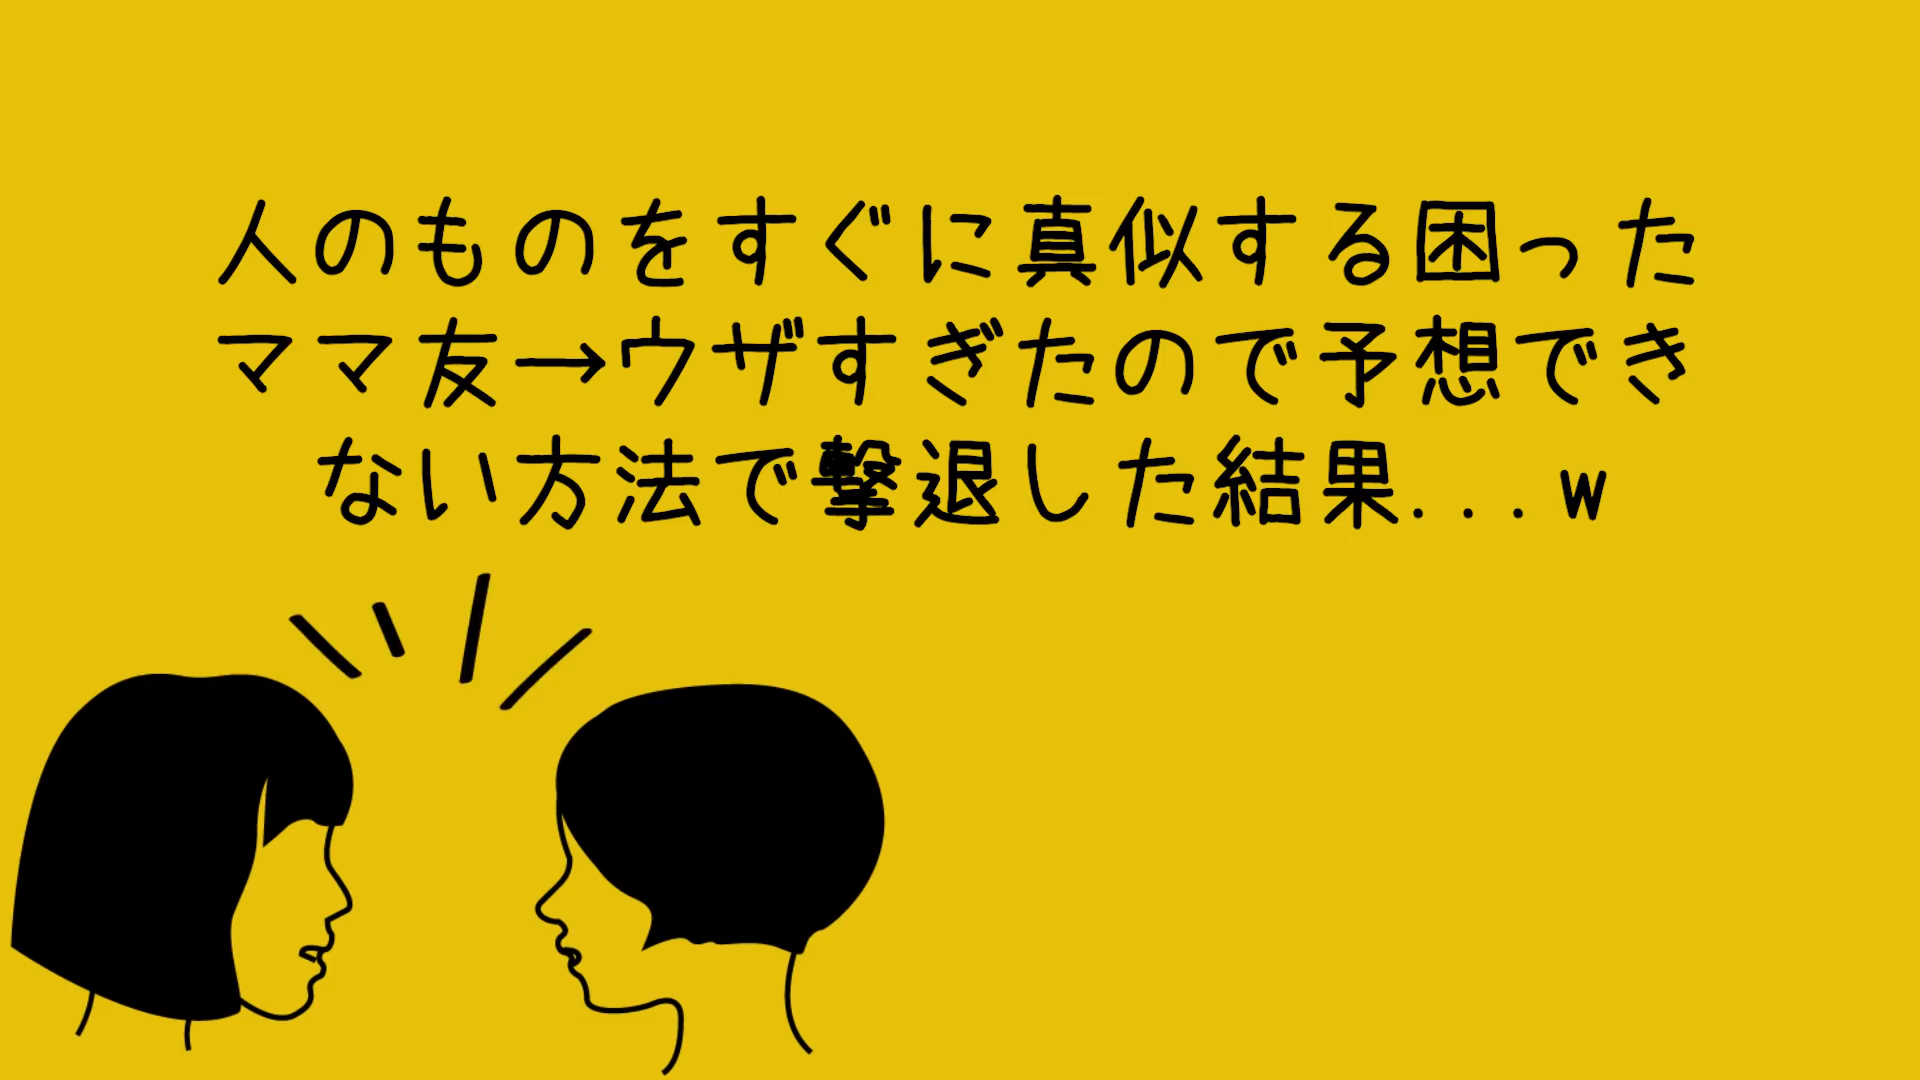 人のものをすぐに真似する困った
ママ友→ウザすぎたので予想でき
ない方法で撃退した結果...w